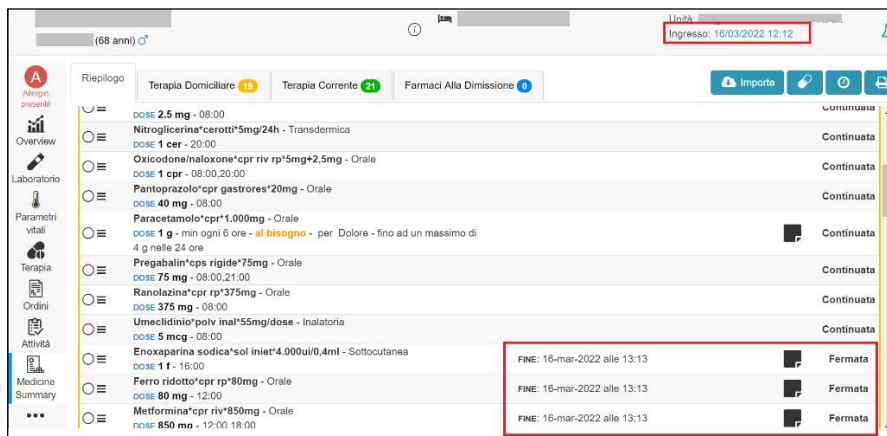 Unità:
Ingresso: 16/03/2022 12:12
(68 anni)
A
Allergie presenti!
Overview
Laboratorio
Parametri vitali
Terapia
Ordini
Attività
Medicine Summary
Riepilogo
Terapia Domiciliare 19
Terapia Corrente 21
Farmaci Alla Dimissione 0
Importa
DOSE 2.5 mg - 08:00
Continuata
Nitroglicerina*cerotti*5mg/24h - Transdermica
DOSE 1 cer - 20:00
Continuata
Oxicodone/naloxone*cpr riv rp*5mg+2,5mg - Orale
DOSE 1 cpr - 08:00,20:00
Continuata
Pantoprazolo*cpr gastrores*20mg - Orale
DOSE 40 mg - 08:00
Continuata
Paracetamolo*cpr*1.000mg - Orale
DOSE 1 g - min ogni 6 ore - al bisogno - per Dolore - fino ad un massimo di
4 g nelle 24 ore
Continuata
Pregabalin*cps rigide*75mg - Orale
DOSE 75 mg - 08:00,21:00
Continuata
Ranolazina*cpr rp*375mg - Orale
DOSE 375 mg - 08:00
Continuata
Umeclidinio*polv inal*55mg/dose - Inalatoria
DOSE 5 mcg - 08:00
Continuata
Enoxaparina sodica*sol iniet*4.000ui/0,4ml - Sottocutanea
DOSE 1 f - 16:00
FINE: 16-mar-2022 alle 13:13
Fermata
Ferro ridotto*cpr rp*80mg - Orale
DOSE 80 mg - 12:00
FINE: 16-mar-2022 alle 13:13
Fermata
Metformina*cpr riv*850mg - Orale
DOSE 850 mg - 12:00,18:00
FINE: 16-mar-2022 alle 13:13
Fermata